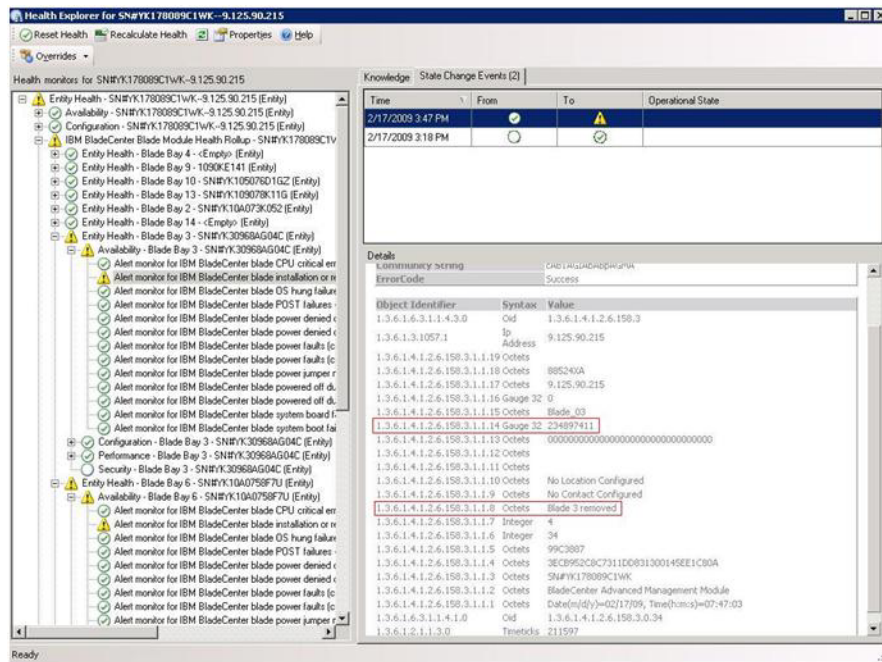 Health Explorer for SN#YK178089C1WK--9.125.90.215
Reset Health Recalculate Health Properties Help
Overrides
Health monitors for SN#YK178089C1WK--9.125.90.215
Entity Health - SN#YK178089C1WK--9.125.90.215 (Entity)
Availability - SN#YK178089C1WK--9.125.90.215 (Entity)
Configuration - SN#YK178089C1WK--9.125.90.215 (Entity)
IBM BladeCenter Blade Module Health Rollup - SN#YK178089C1W
Entity Health - Blade Bay 4 - <Empty> (Entity)
Entity Health - Blade Bay 9 - 1090KE141 (Entity)
Entity Health - Blade Bay 10 - SN#YK105076D1GZ (Entity)
Entity Health - Blade Bay 13 - SN#YK109078K11G (Entity)
Entity Health - Blade Bay 2 - SN#YK10A073K052 (Entity)
Entity Health - Blade Bay 14 - <Empty> (Entity)
Entity Health - Blade Bay 3 - SN#YK30968AG04C (Entity)
Availability - Blade Bay 3 - SN#YK30968AG04C (Entity)
Alert monitor for IBM BladeCenter blade CPU critical err
Alert monitor for IBM BladeCenter blade installation or re
Alert monitor for IBM BladeCenter blade OS hung failure
Alert monitor for IBM BladeCenter blade POST failures -
Alert monitor for IBM BladeCenter blade power denied c
Alert monitor for IBM BladeCenter blade power denied c
Alert monitor for IBM BladeCenter blade power faults (c
Alert monitor for IBM BladeCenter blade power faults (c
Alert monitor for IBM BladeCenter blade power jumper r
Alert monitor for IBM BladeCenter blade powered off du
Alert monitor for IBM BladeCenter blade powered off du
Alert monitor for IBM BladeCenter blade system board f
Alert monitor for IBM BladeCenter blade system boot fai
Configuration - Blade Bay 3 - SN#YK30968AG04C (Entity)
Performance - Blade Bay 3 - SN#YK30968AG04C (Entity)
Security - Blade Bay 3 - SN#YK30968AG04C (Entity)
Entity Health - Blade Bay 6 - SN#YK10A0758F7U (Entity)
Availability - Blade Bay 6 - SN#YK10A0758F7U (Entity)
Alert monitor for IBM BladeCenter blade CPU critical err
Alert monitor for IBM BladeCenter blade installation or re
Alert monitor for IBM BladeCenter blade OS hung failure
Alert monitor for IBM BladeCenter blade POST failures -
Alert monitor for IBM BladeCenter blade power denied c
Alert monitor for IBM BladeCenter blade power denied c
Alert monitor for IBM BladeCenter blade power faults (c
Alert monitor for IBM BladeCenter blade power faults (c
Alert monitor for IBM BladeCenter blade power jumper r
Knowledge State Change Events (2)
Time From To Operational State
2/17/2009 3:47 PM
2/17/2009 3:18 PM
Details
Community String
ErrorCode Success
Object Identifier Syntax Value
1.3.6.1.6.3.1.1.4.3.0 Oid 1.3.6.1.4.1.2.6.158.3
1.3.6.1.3.1057.1 Ip Address 9.125.90.215
1.3.6.1.4.1.2.6.158.3.1.1.19 Octets
1.3.6.1.4.1.2.6.158.3.1.1.18 Octets 88524XA
1.3.6.1.4.1.2.6.158.3.1.1.17 Octets 9.125.90.215
1.3.6.1.4.1.2.6.158.3.1.1.16 Gauge 32 0
1.3.6.1.4.1.2.6.158.3.1.1.15 Octets Blade_03
1.3.6.1.4.1.2.6.158.3.1.1.14 Gauge 32 234897411
1.3.6.1.4.1.2.6.158.3.1.1.13 Octets 00000000000000000000000000000000
1.3.6.1.4.1.2.6.158.3.1.1.12 Octets
1.3.6.1.4.1.2.6.158.3.1.1.11 Octets
1.3.6.1.4.1.2.6.158.3.1.1.10 Octets No Location Configured
1.3.6.1.4.1.2.6.158.3.1.1.9 Octets No Contact Configured
1.3.6.1.4.1.2.6.158.3.1.1.8 Octets Blade 3 removed
1.3.6.1.4.1.2.6.158.3.1.1.7 Integer 4
1.3.6.1.4.1.2.6.158.3.1.1.6 Integer 34
1.3.6.1.4.1.2.6.158.3.1.1.5 Octets 99C3887
1.3.6.1.4.1.2.6.158.3.1.1.4 Octets 3ECB952C8C7311DD831300145EE1C80A
1.3.6.1.4.1.2.6.158.3.1.1.3 Octets SN#YK178089C1WK
1.3.6.1.4.1.2.6.158.3.1.1.2 Octets BladeCenter Advanced Management Module
1.3.6.1.4.1.2.6.158.3.1.1.1 Octets Date(m/d/y)=02/17/09, Time(h:m:s)=07:47:03
1.3.6.1.6.3.1.1.4.1.0 Oid 1.3.6.1.4.1.2.6.158.3.0.34
1.3.6.1.2.1.1.3.0 Timeticks 211597
Ready